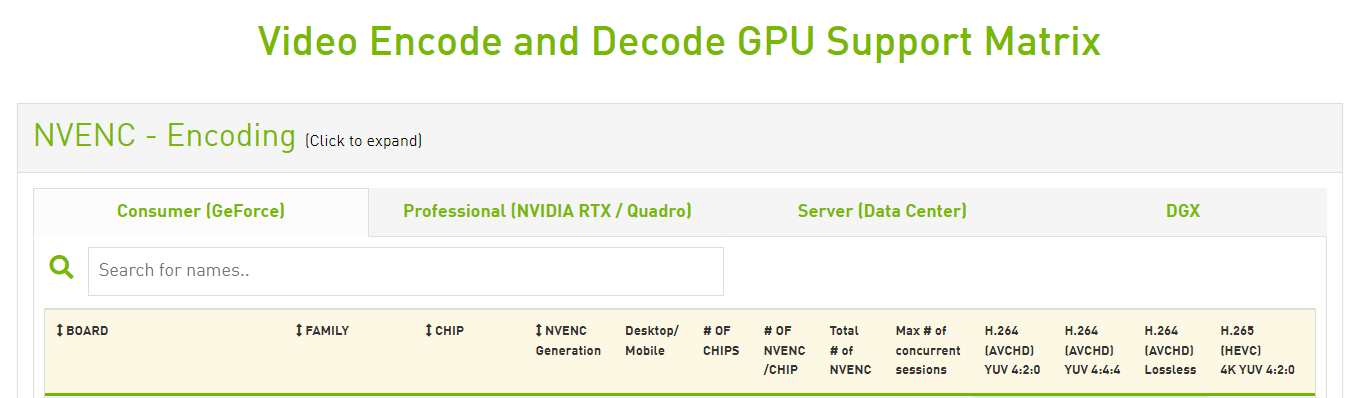 Video Encode and Decode GPU Support Matrix
NVENC - Encoding (Click to expand)
Consumer (GeForce) Professional (NVIDIA RTX / Quadro) Server (Data Center) DGX
Search for names..
BOARD FAMILY CHIP NVENC Desktop/ # OF # OF Total Max # of H.264 H.264 H.264 H.265
Generation Mobile CHIPS NVENC # of concurrent (AVCHD) (AVCHD) (AVCHD) (HEVC)
/CHIP NVENC sessions YUV 4:2:0 YUV 4:4:4 Lossless 4K YUV 4:2:0